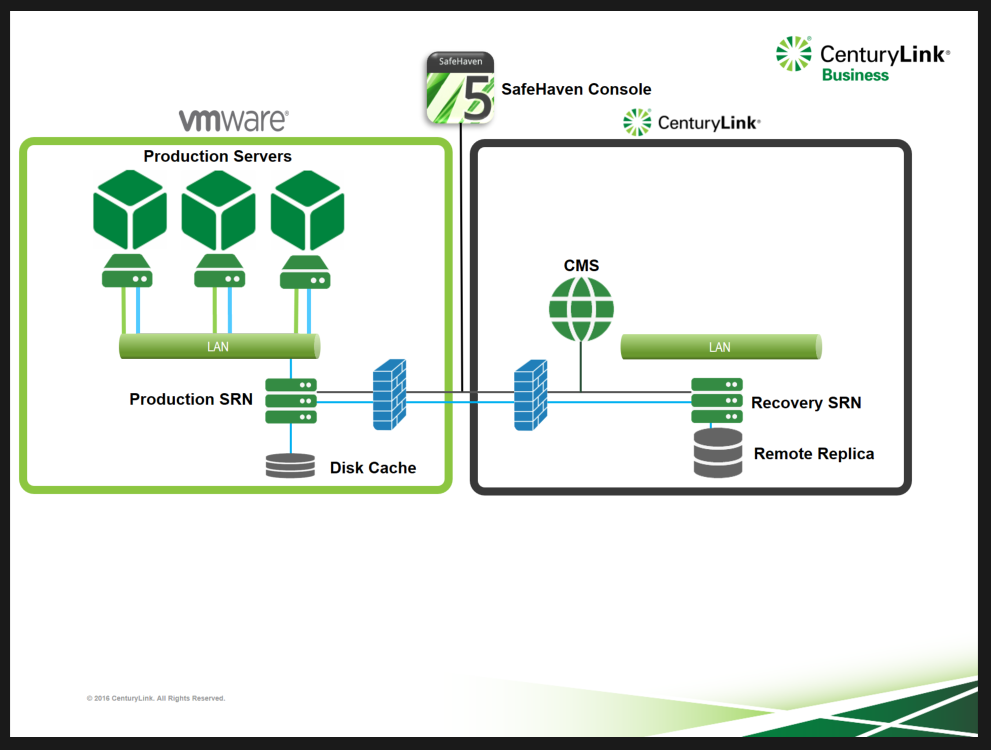 SafeHaven
5
SafeHaven Console
CenturyLink®
Business
vmware®
CenturyLink®
Production Servers
CMS
LAN
LAN
Production SRN
Recovery SRN
Disk Cache
Remote Replica
© 2016 CenturyLink. All Rights Reserved.